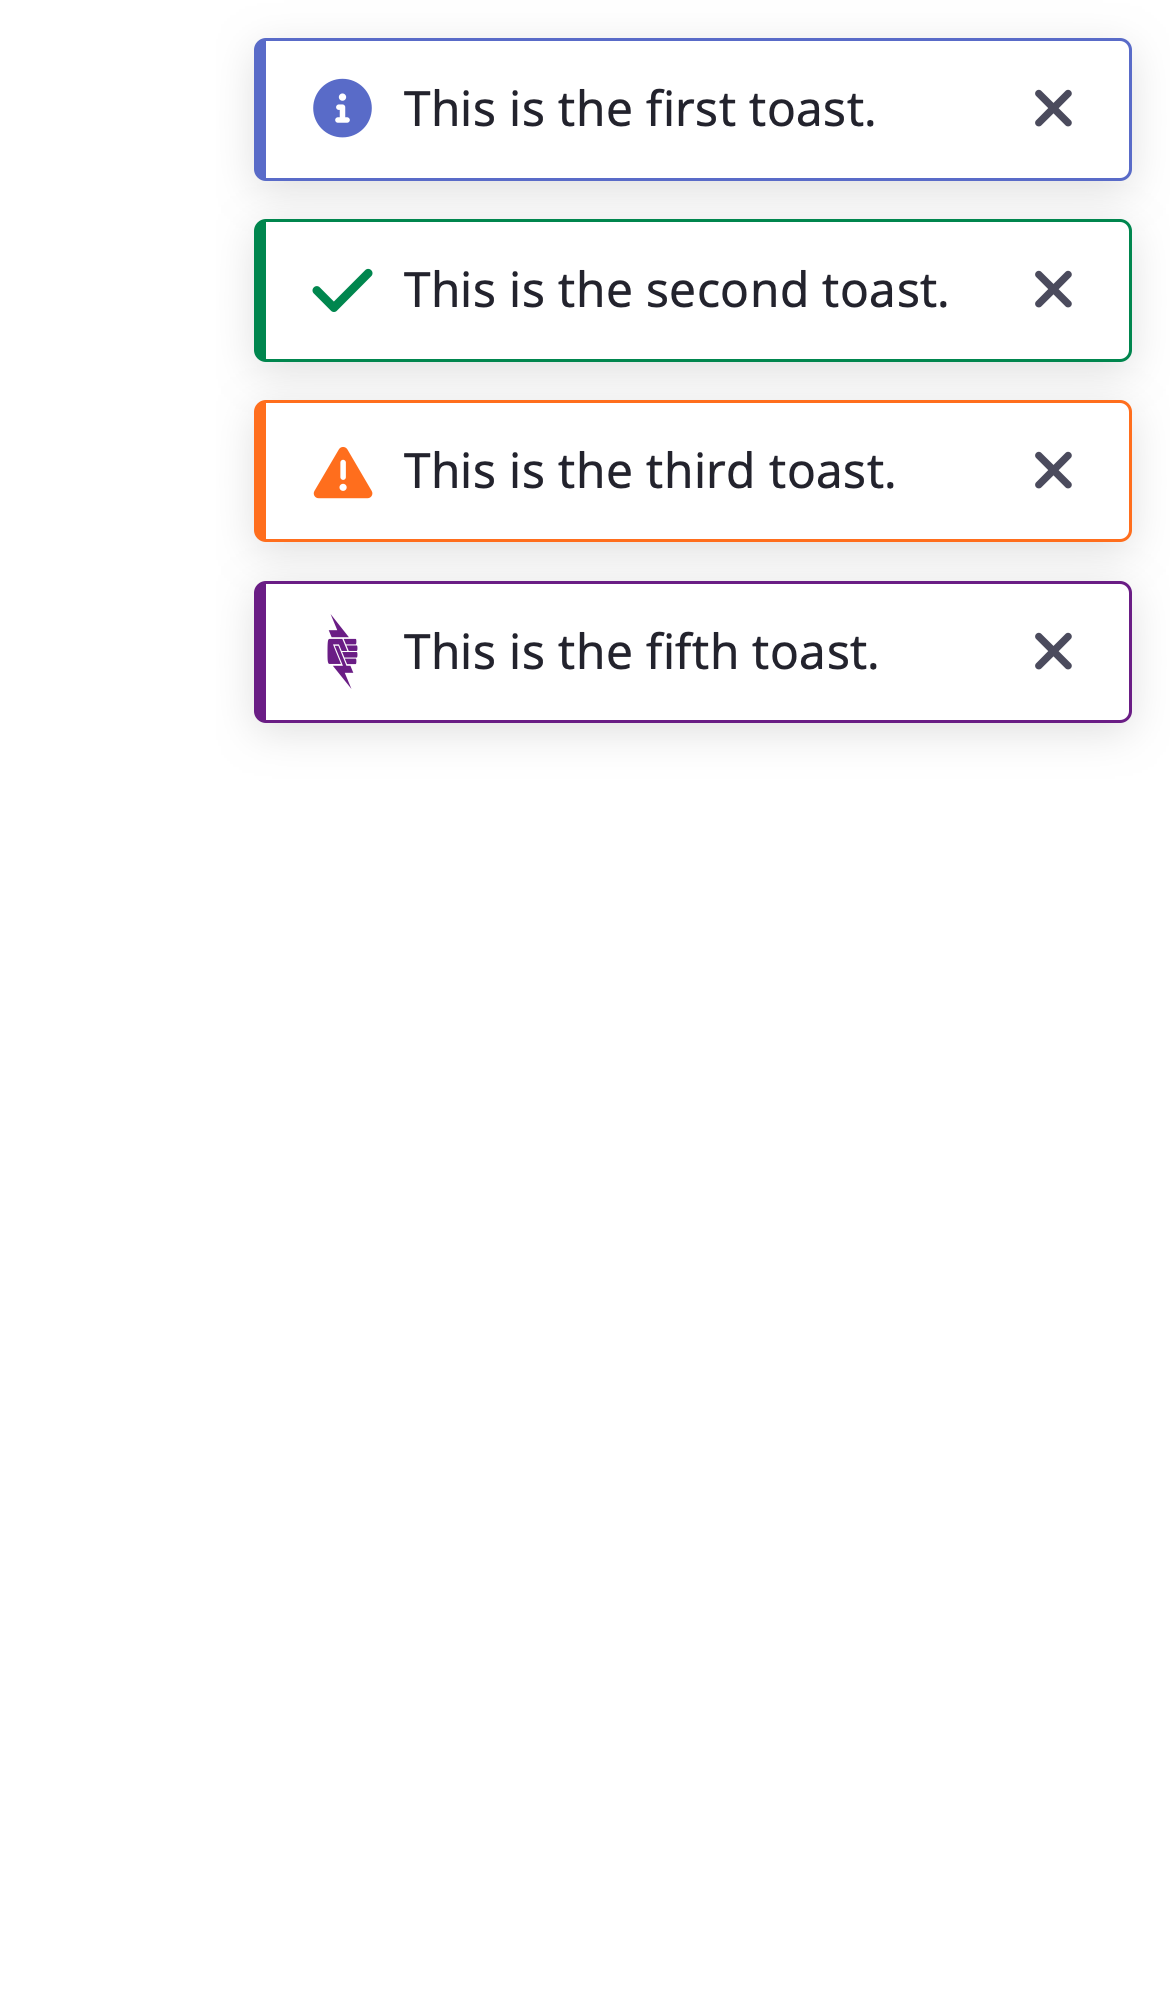 This is the first toast.
This is the second toast.
This is the third toast.
This is the fifth toast.